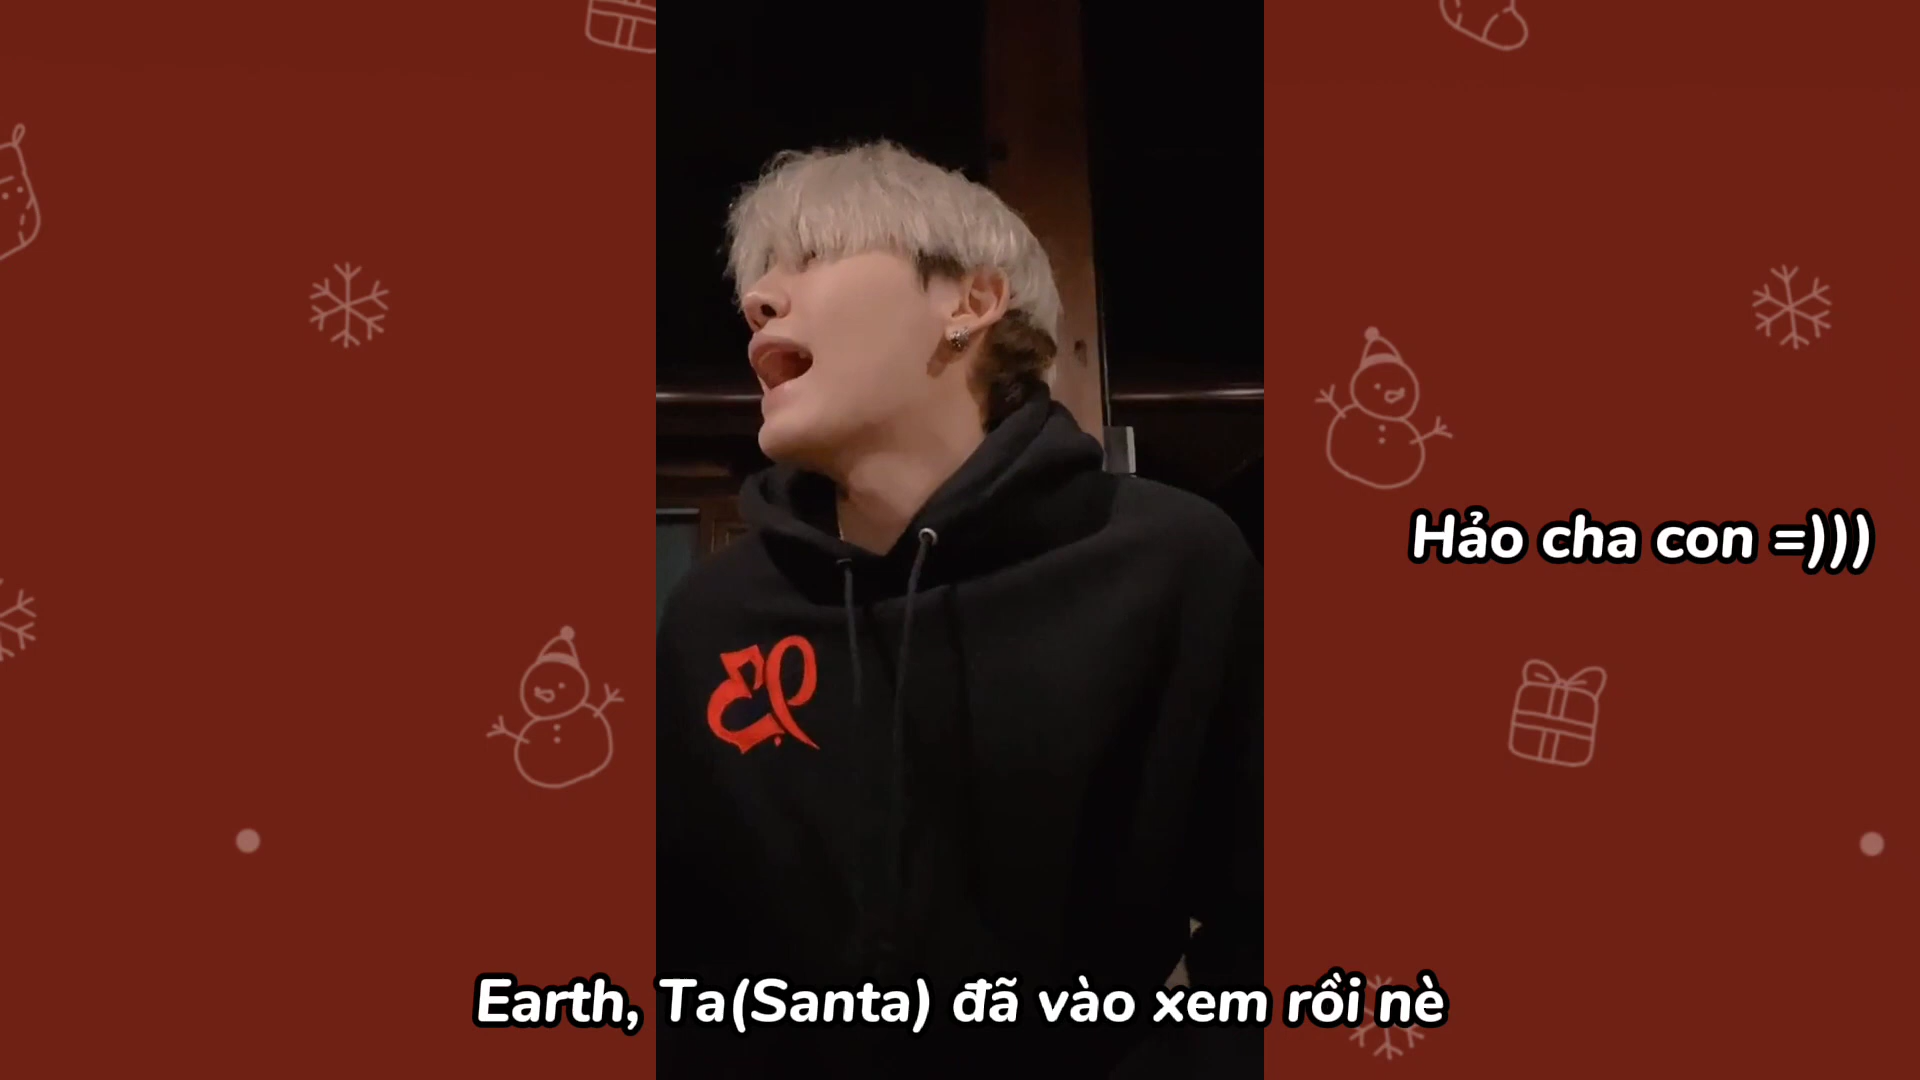 Hảo cha con =)))
Earth, Ta(Santa) đã vào xem rồi nè